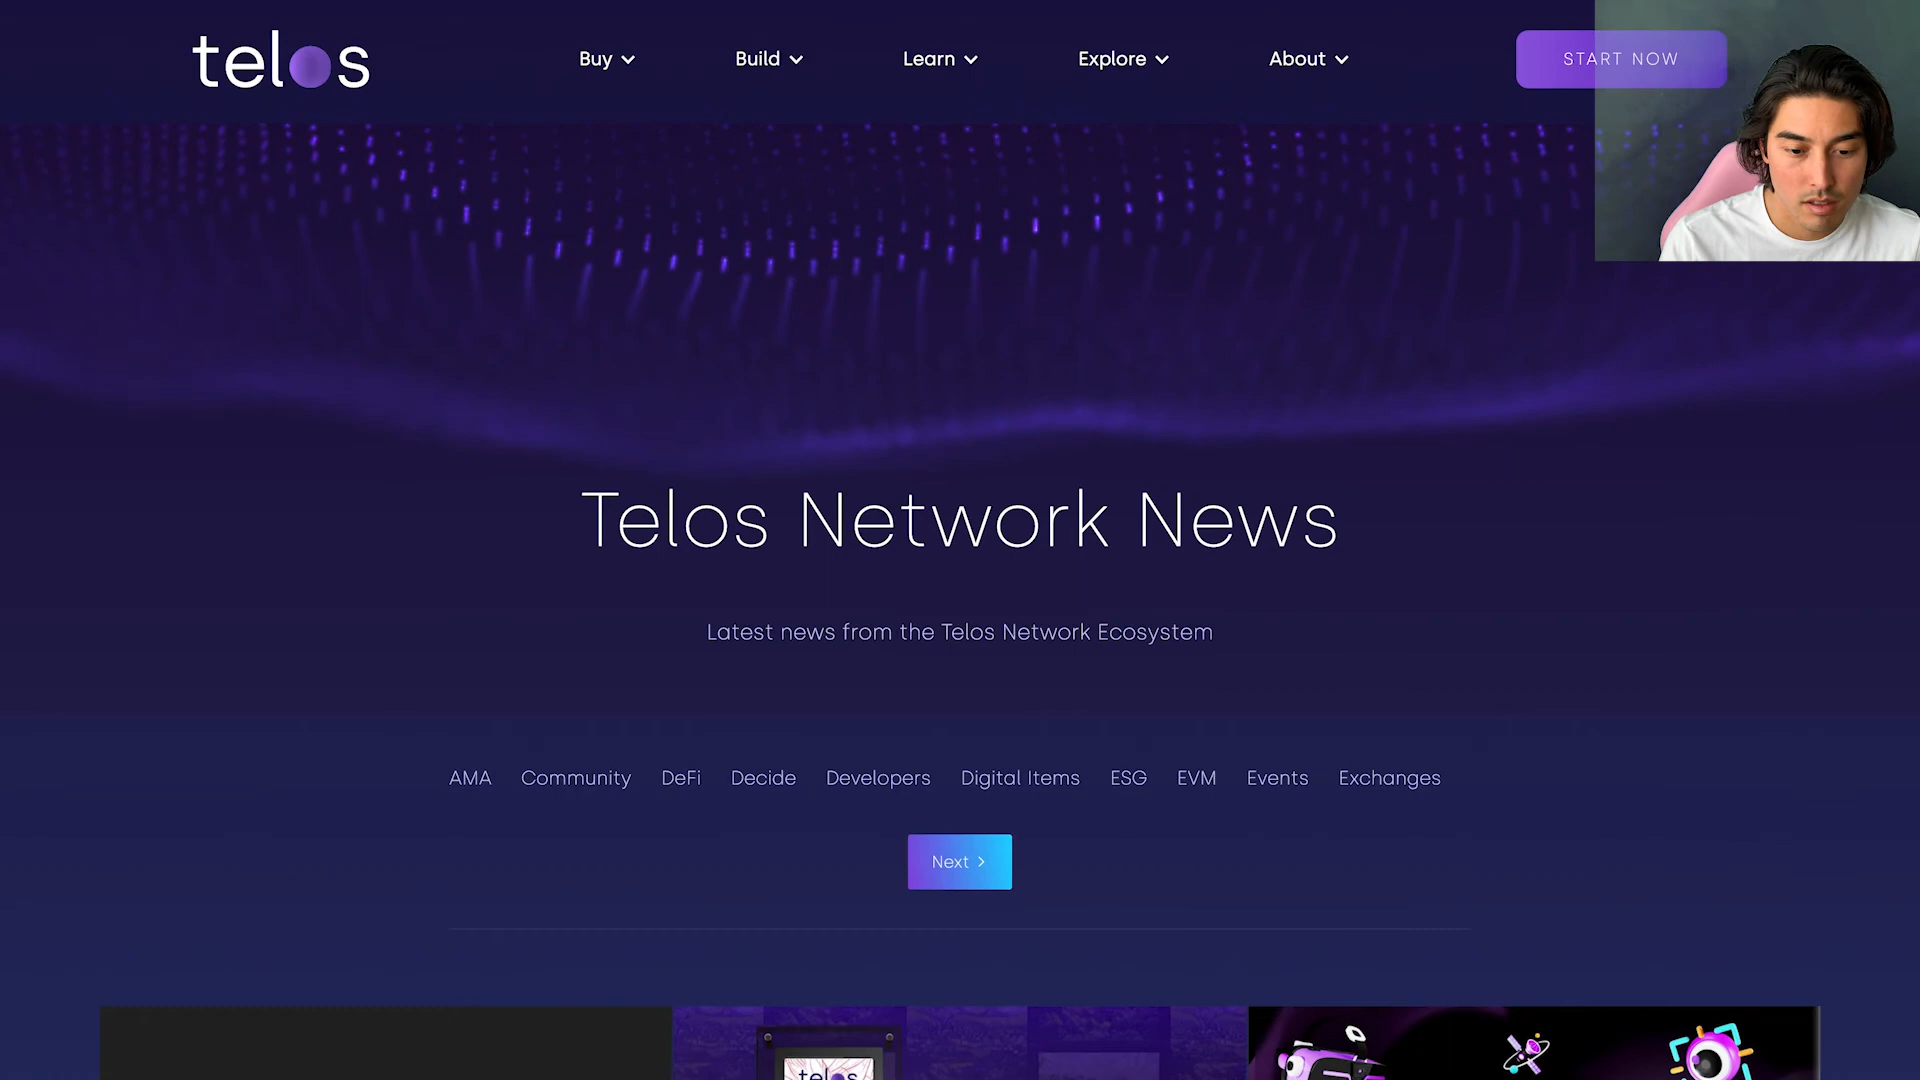 telos
Buy
Build
Learn
Explore
About
START NOW
Telos Network News
Latest news from the Telos Network Ecosystem
AMA Community DeFi Decide Developers Digital Items ESG EVM Events Exchanges
Next
telos